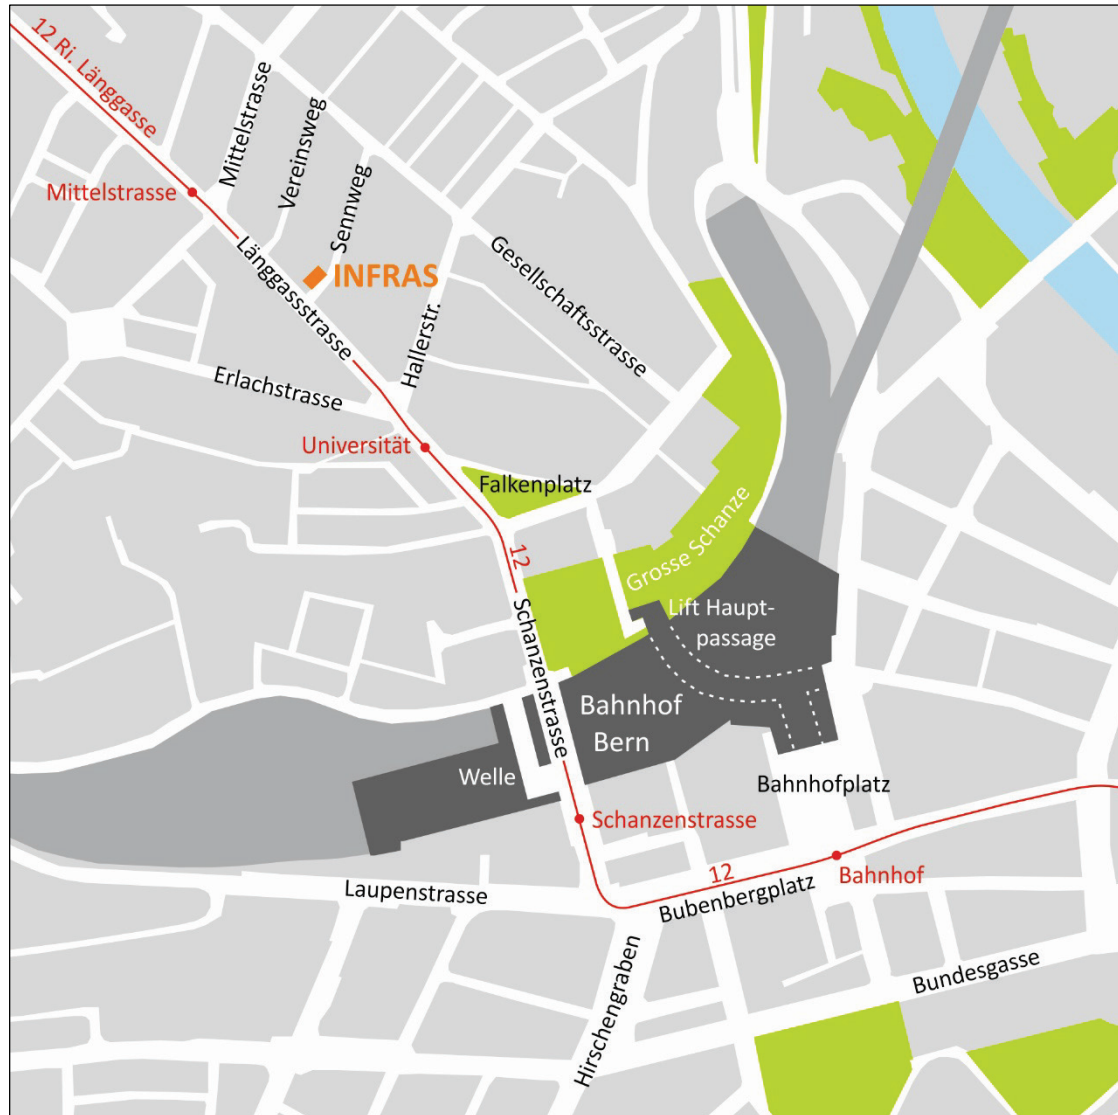 12 Ri. Länggasse
Mittelstrasse
Mittelstrasse
Vereinsweg
Sennweg
Länggassstrasse
INFRAS
Gesellschaftsstrasse
Hallerstr.
Erlachstrasse
Universität
Falkenplatz
12
Grosse Schanze
Lift Haupt-
passage
Schanzenstrasse
Bahnhof
Bern
Welle
Bahnhofplatz
Schanzenstrasse
12
Bahnhof
Laupenstrasse
Bubenbergplatz
Hirschengraben
Bundesgasse